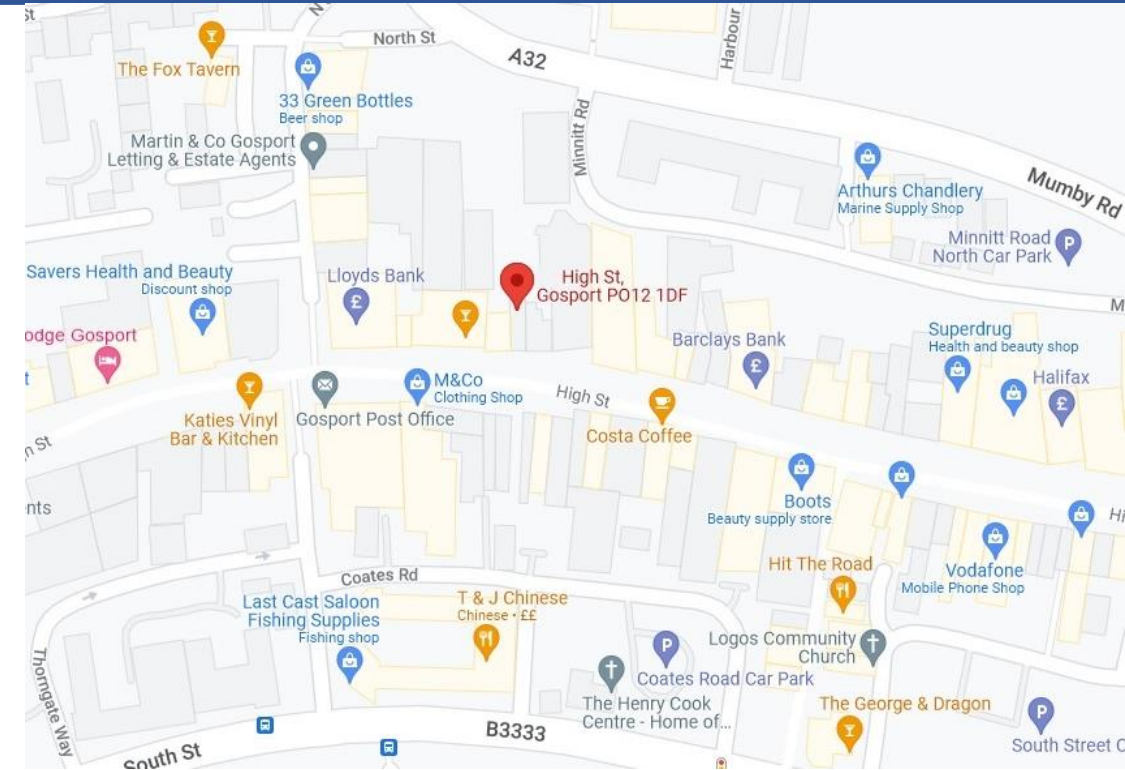 St
N
North St
A32
Harbour
The Fox Tavern
33 Green Bottles
Beer shop
Martin & Co Gosport
Letting & Estate Agents
Minnitt Rd
Arthurs Chandlery
Marine Supply Shop
Mumby Rd
Minnitt Road
North Car Park
P
Savers Health and Beauty
Discount shop
Lloyds Bank
£
High St,
Gosport PO12 1DF
M
odge Gosport
Barclays Bank
£
Superdrug
Health and beauty shop
Halifax
£
t
Katies Vinyl
Bar & Kitchen
Gosport Post Office
M&Co
Clothing Shop
High St
Costa Coffee
n St
nts
Boots
Beauty supply store
Hi
Vodafone
Mobile Phone Shop
Hit The Road
Coates Rd
Last Cast Saloon
Fishing Supplies
Fishing shop
T & J Chinese
Chinese • ££
Logos Community
Church
P
Coates Road Car Park
Thorngate Way
The Henry Cook
Centre - Home of...
The George & Dragon
P
South Street C
B3333
South St